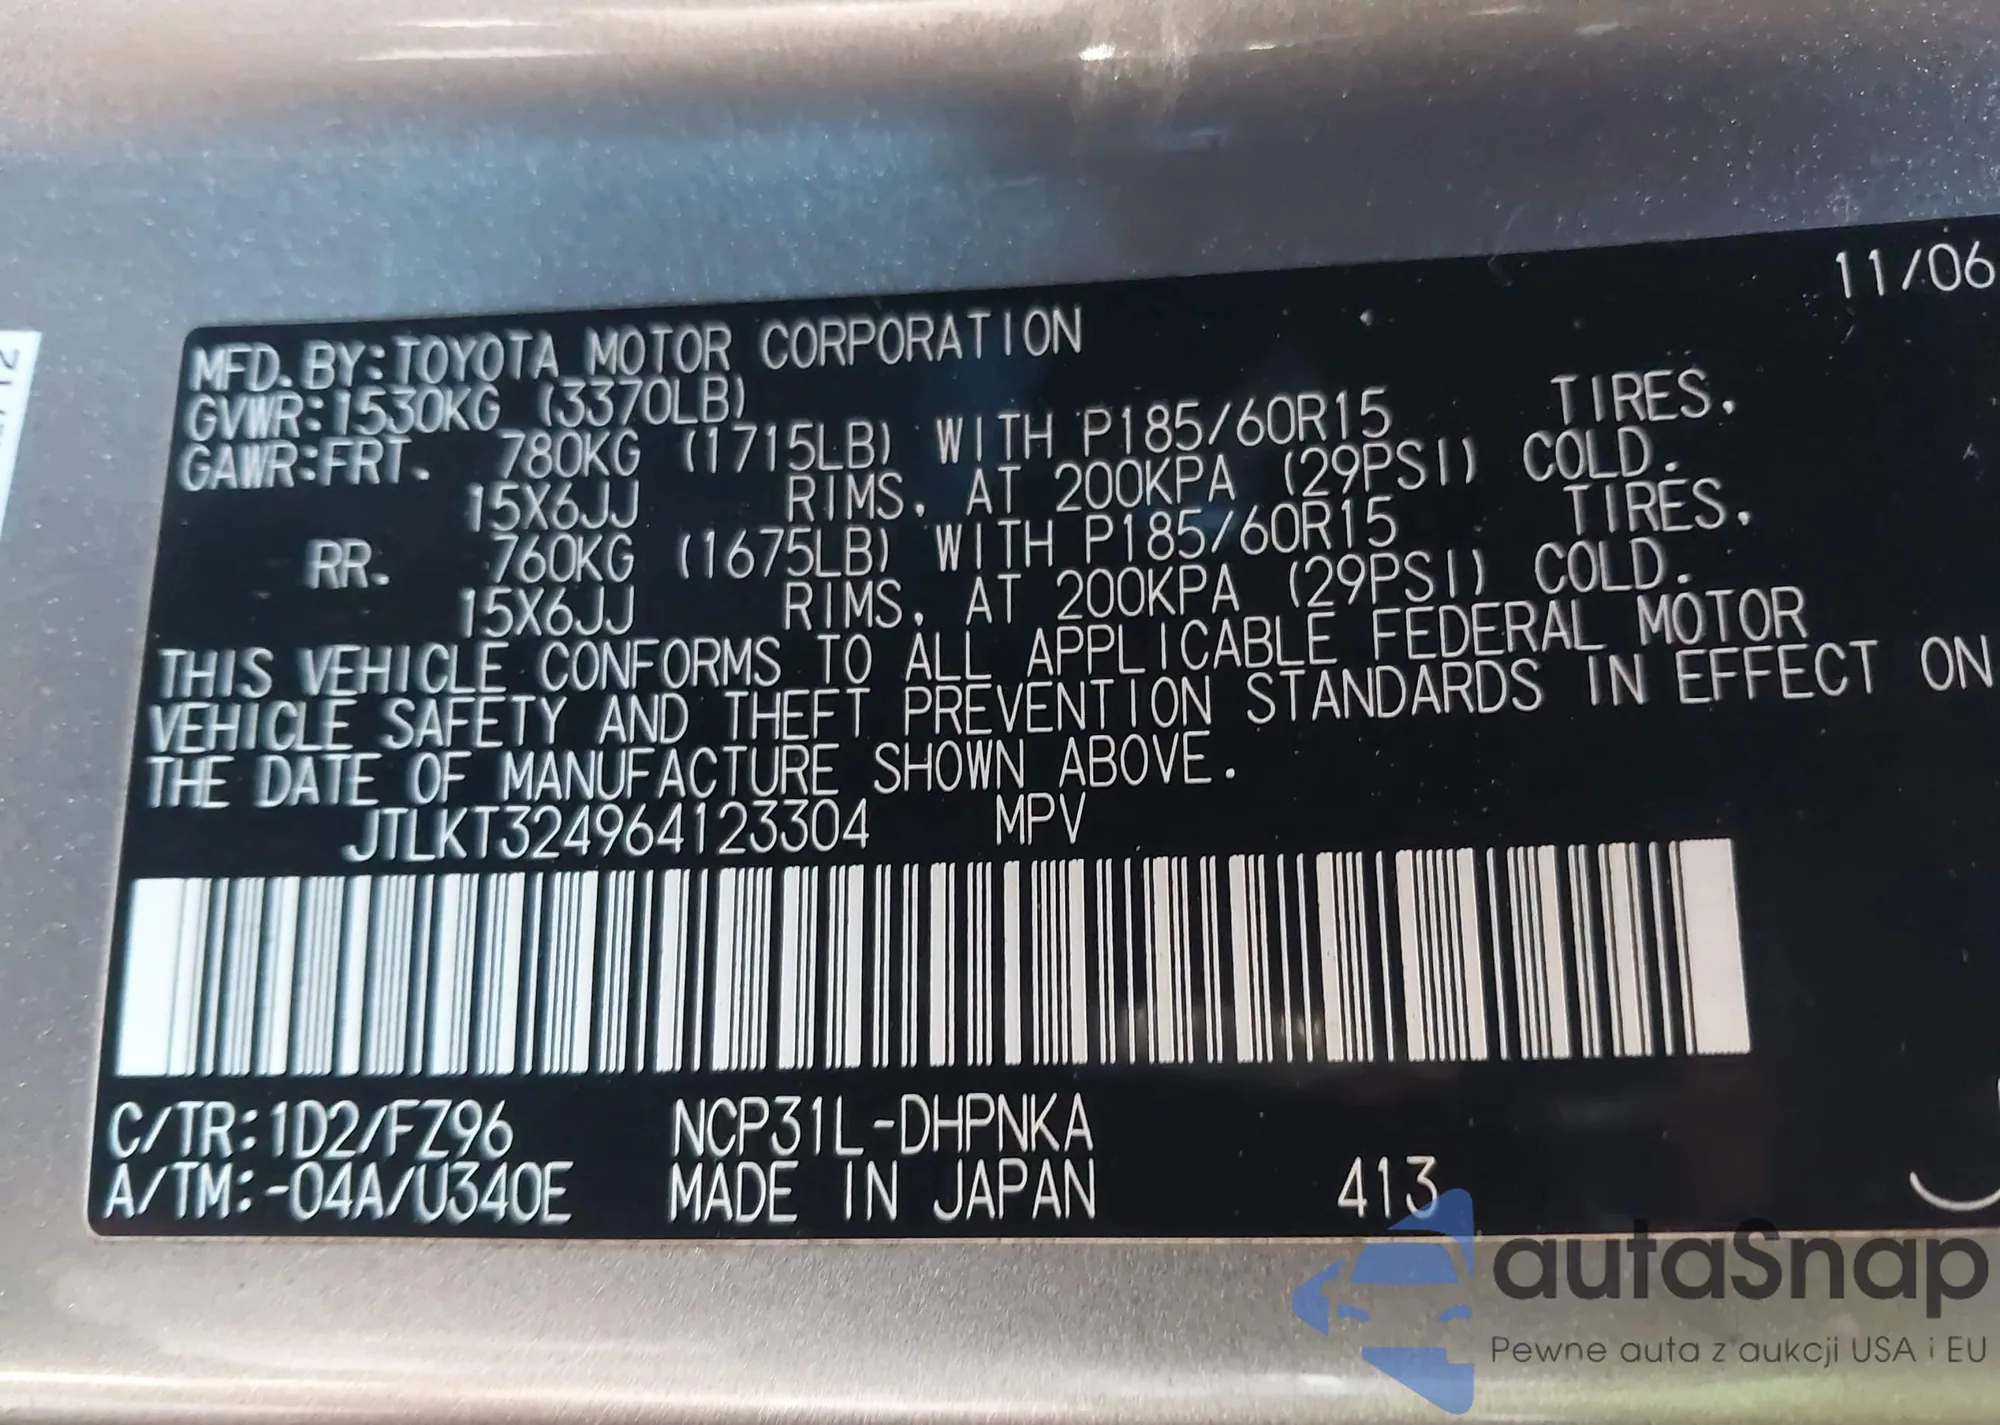 11/06
MFD. BY: TOYOTA MOTOR CORPORATION
GVWR: 1530KG (3370LB)
GAWR: FRT. 780KG (1715LB) WITH P185/60R15 TIRES,
15X6JJ RIMS, AT 200KPA (29PSI) COLD.
RR. 760KG (1675LB) WITH P185/60R15 TIRES,
15X6JJ RIMS, AT 200KPA (29PSI) COLD.
THIS VEHICLE CONFORMS TO ALL APPLICABLE FEDERAL MOTOR
VEHICLE SAFETY AND THEFT PREVENTION STANDARDS IN EFFECT ON
THE DATE OF MANUFACTURE SHOWN ABOVE.
JTLKT324964123304 MPV
C/TR: 1D2/FZ96 NCP31L-DHPNKA
A/TM: -04A/U340E MADE IN JAPAN 413
autaSnap
Pewne auta z aukcji USA i EU